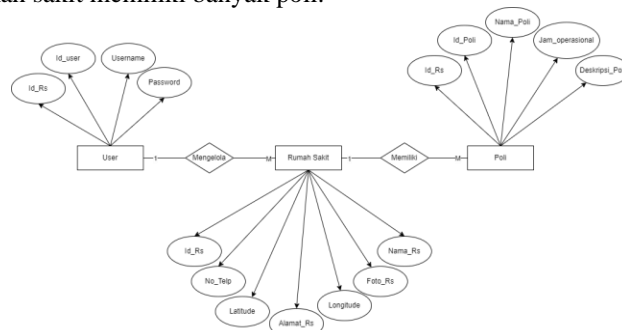 sakit memiliki banyak poli.
Nama_Poli
Id_Poli
Jam_operasional
Id_user
Username
Id_Rs
Deskripsi_Po
Id_Rs
Password
User
1
Mengelola
M
Rumah Sakit
1
Memiliki
M
Poli
Id_Rs
Nama_Rs
No_Telp
Foto_Rs
Latitude
Longitude
Alamat_Rs